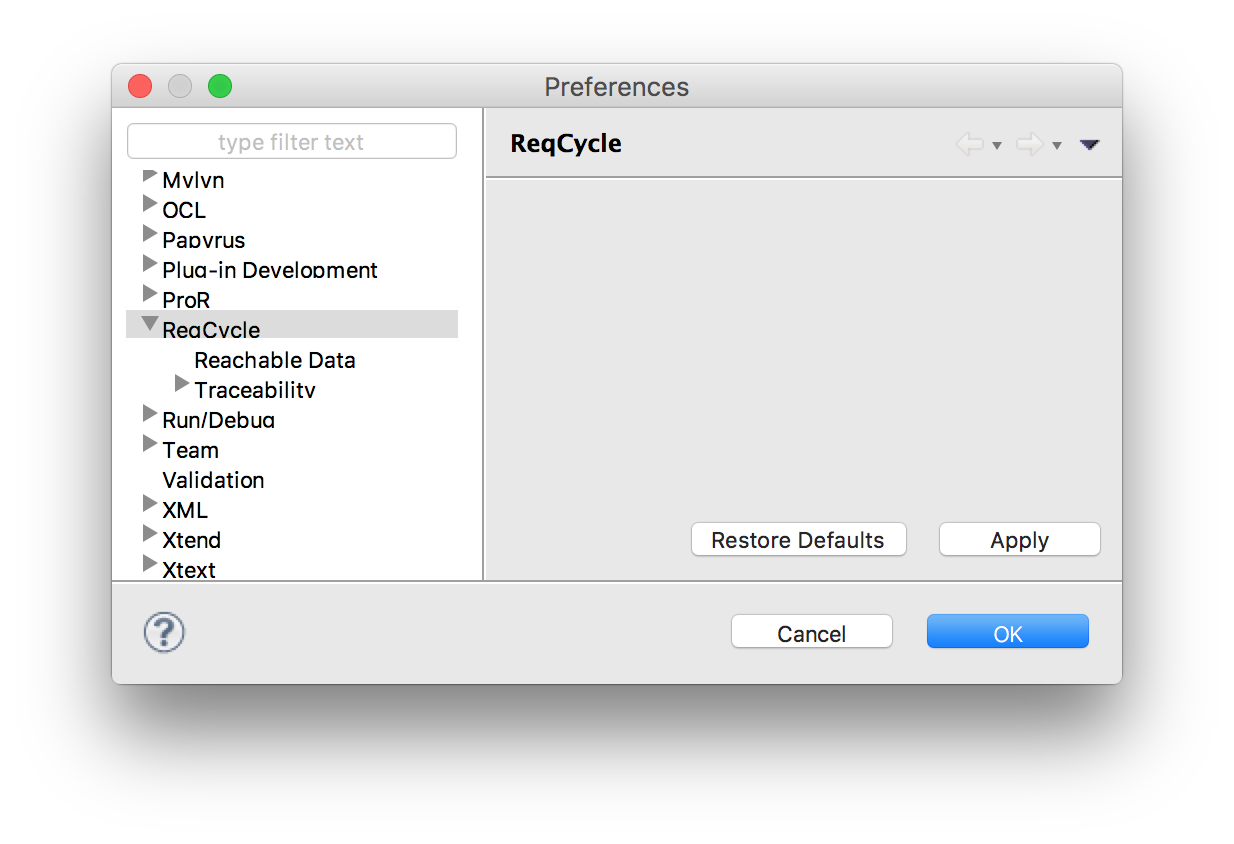 Preferences
type filter text
Mylyn
OCL
Papyrus
Plug-in Development
ProR
ReqCycle
Reachable Data
Traceability
Run/Debug
Team
Validation
XML
Xtend
Xtext
ReqCycle
Restore Defaults
Apply
?
Cancel
OK